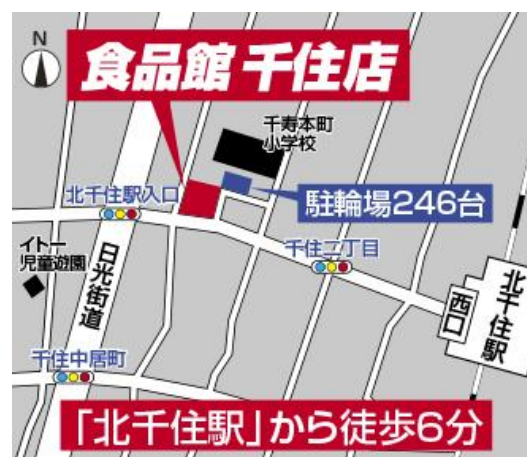 N
食品館 千住店
千寿本町
小学校
北千住駅入口
駐輪場246台
イトー
児童遊園
日光街道
千住二丁目
西口
北千住駅
千住中居町
「北千住駅」から徒歩6分